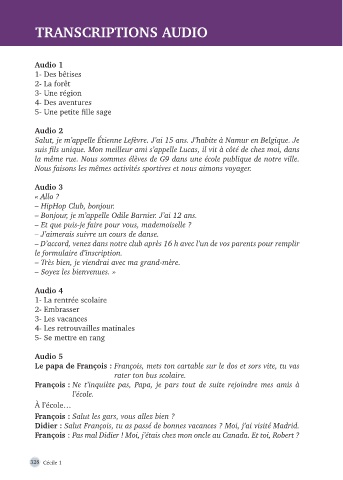 TRANSCRIPTIONS AUDIO
Audio 1
1- Des bêtises
2- La forêt
3- Une région
4- Des aventures
5- Une petite fille sage
Audio 2
Salut, je m'appelle Étienne Lefèvre. J'ai 15 ans. J'habite à Namur en Belgique. Je
suis fils unique. Mon meilleur ami s'appelle Lucas, il vit à côté de chez moi, dans
la même rue. Nous sommes élèves de G9 dans une école publique de notre ville.
Nous faisons les mêmes activités sportives et nous aimons voyager.
Audio 3
« Allo ?
– HipHop Club, bonjour.
– Bonjour, je m'appelle Odile Barnier. J'ai 12 ans.
– Et que puis-je faire pour vous, mademoiselle ?
– J'aimerais suivre un cours de danse.
– D'accord, venez dans notre club après 16 h avec l'un de vos parents pour remplir
le formulaire d'inscription.
– Très bien, je viendrai avec ma grand-mère.
– Soyez les bienvenues. »
Audio 4
1- La rentrée scolaire
2- Embrasser
3- Les vacances
4- Les retrouvailles matinales
5- Se mettre en rang
Audio 5
Le papa de François : François, mets ton cartable sur le dos et sors vite, tu vas
rater ton bus scolaire.
François : Ne t'inquiète pas, Papa, je pars tout de suite rejoindre mes amis à
l'école.
À l'école…
François : Salut les gars, vous allez bien ?
Didier : Salut François, tu as passé de bonnes vacances ? Moi, j'ai visité Madrid.
François : Pas mal Didier ! Moi, j'étais chez mon oncle au Canada. Et toi, Robert ?
328 Cécile 1